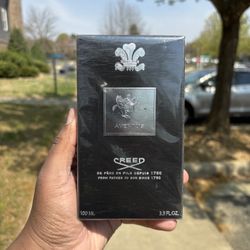 AVENTUS
CREED
DE PÈRE EN FILS DEPUIS 1760
FROM FATHER TO SON SINCE 1760
100 ML 3.3 FL.OZ.